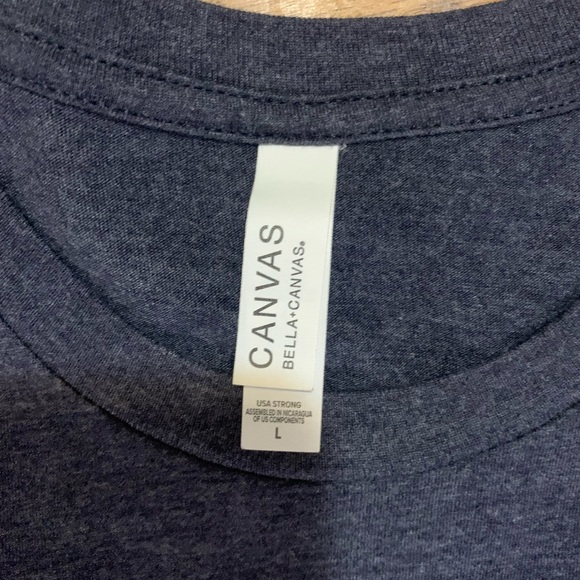 CANVAS
BELLA+CANVAS®
USA STRONG
ASSEMBLED IN NICARAGUA
OF US COMPONENTS
L